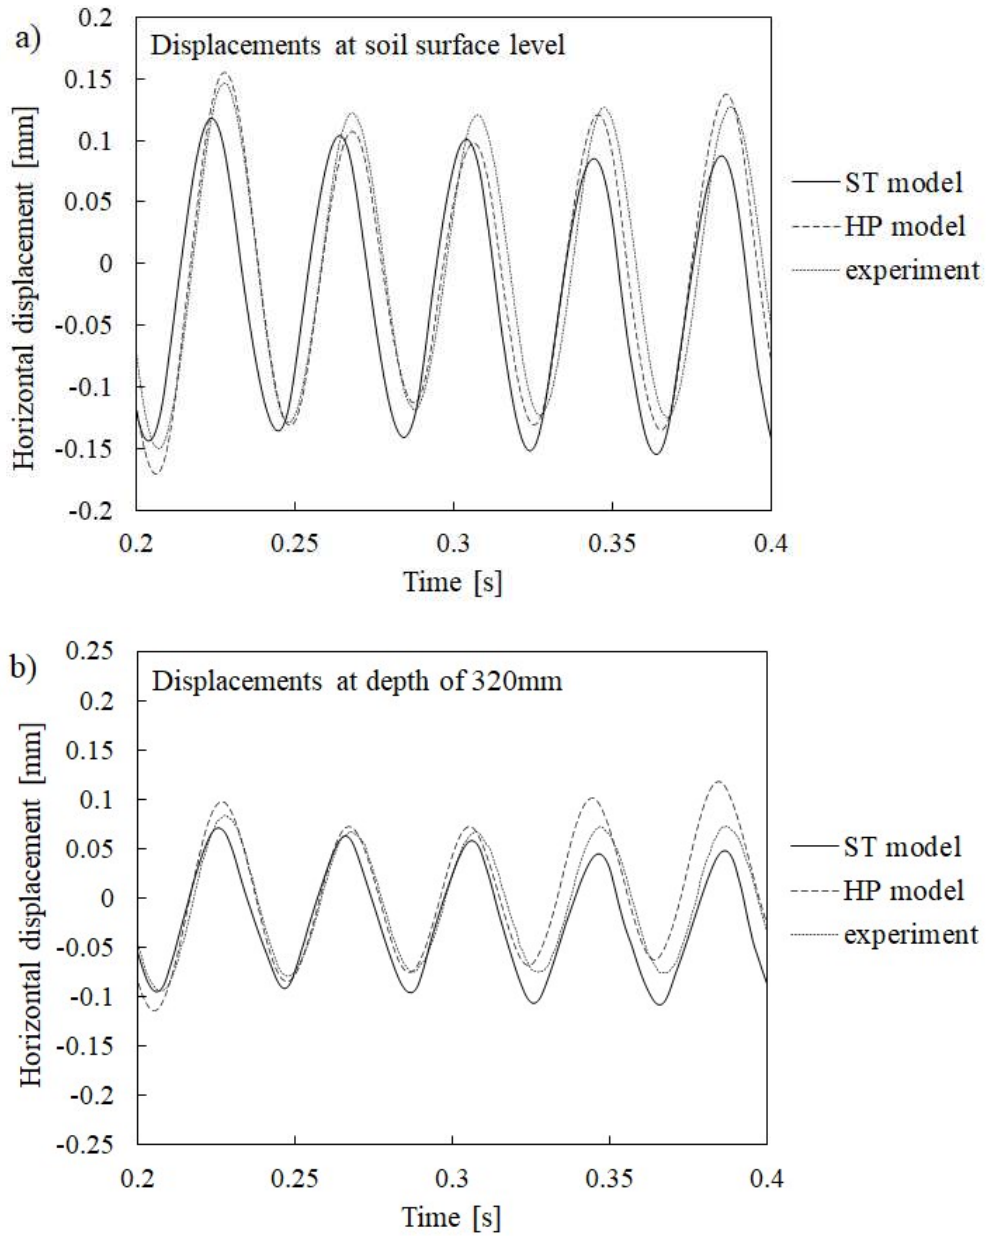 a)
Displacements at soil surface level
Horizontal displacement [mm]
0.2
0.15
0.1
0.05
0
-0.05
-0.1
-0.15
-0.2
0.2
0.25
0.3
0.35
0.4
Time [s]
ST model
HP model
experiment
b)
Displacements at depth of 320mm
Horizontal displacement [mm]
0.25
0.2
0.15
0.1
0.05
0
-0.05
-0.1
-0.15
-0.2
-0.25
0.2
0.25
0.3
0.35
0.4
Time [s]
ST model
HP model
experiment